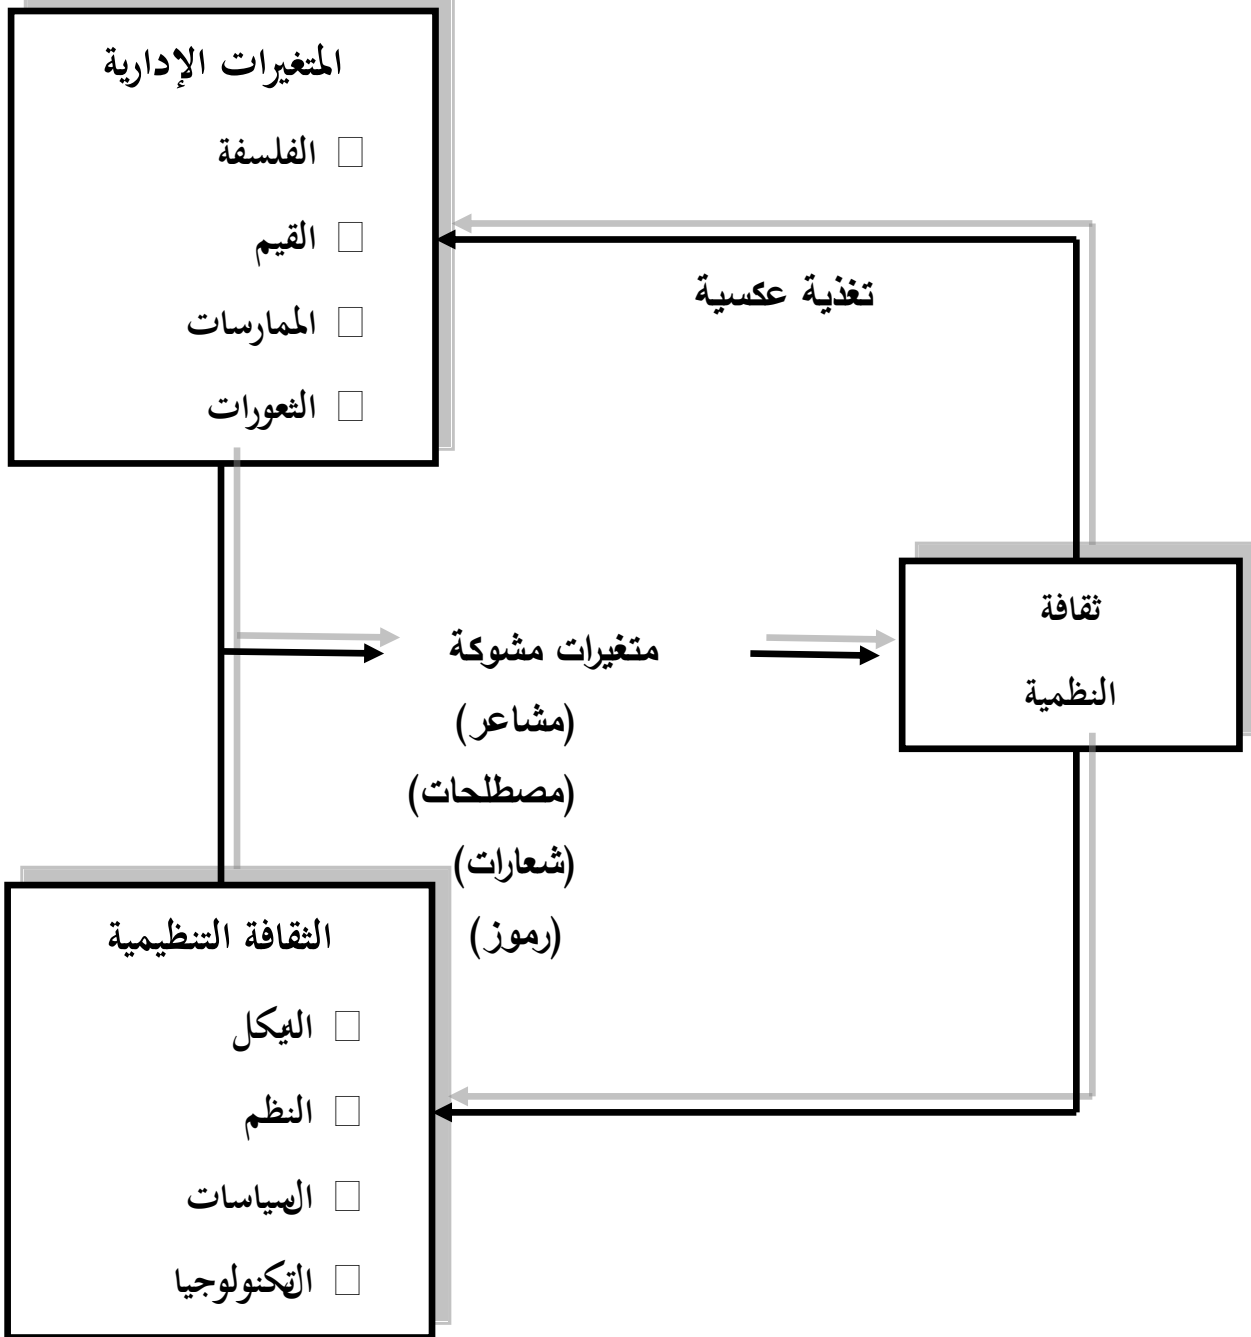 المتغيرات الإدارية
الفلسفة
القيم
الممارسات
الثعورات
تغذية عكسية
ثقافة
النظمية
متغيرات مشوكة
(مشاعر)
(مصطلحات)
(شعارات)
(رموز)
الثقافة التنظيمية
الهيكل
النظم
السياسات
التكنولوجيا